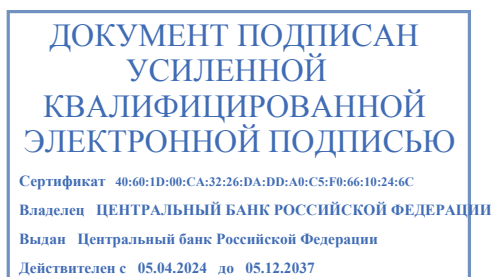 ДОКУМЕНТ ПОДПИСАН
УСИЛЕННОЙ
КВАЛИФИЦИРОВАННОЙ
ЭЛЕКТРОННОЙ ПОДПИСЬЮ
Сертификат 40:60:1D:00:CA:32:26:DA:DD:A0:C5:F0:66:10:24:6C
Владелец ЦЕНТРАЛЬНЫЙ БАНК РОССИЙСКОЙ ФЕДЕРАЦИИ
Выдан Центральный банк Российской Федерации
Действителен с 05.04.2024 до 05.12.2037